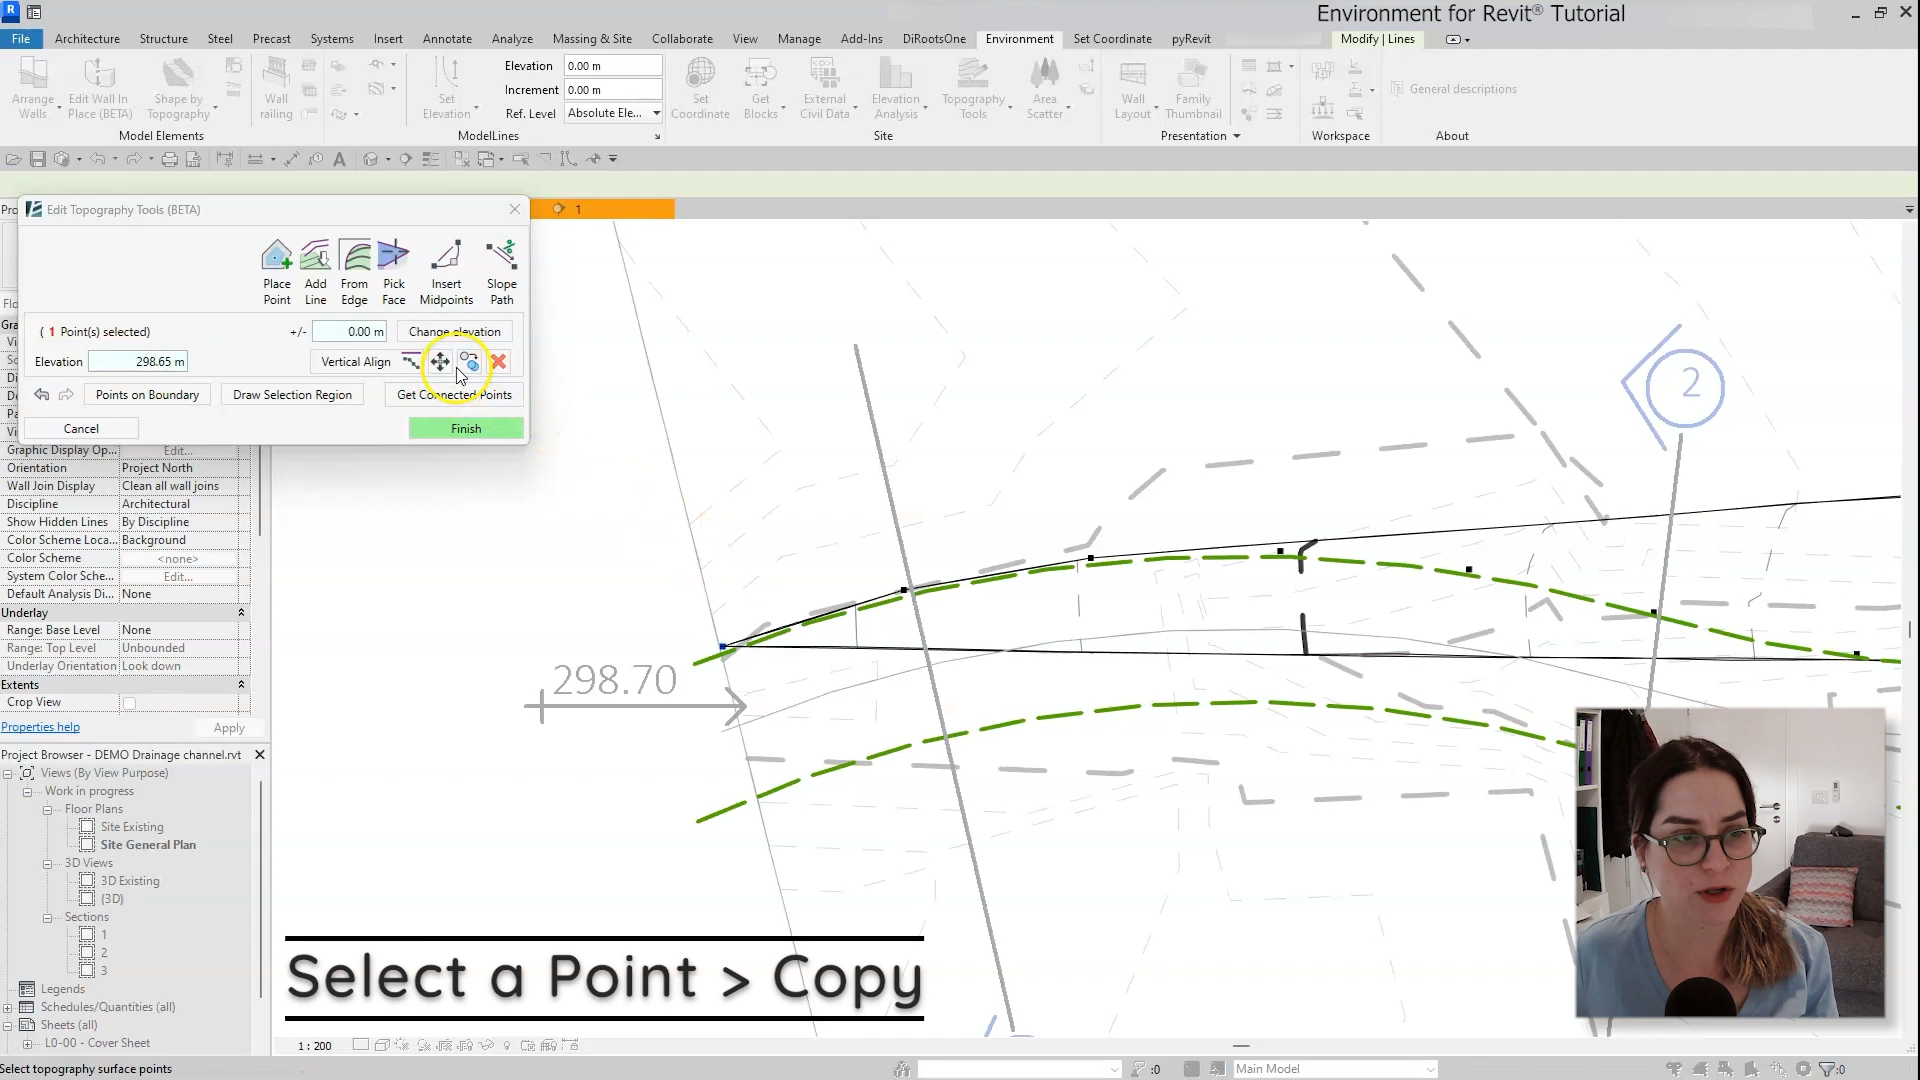 Environment for Revit® Tutorial
File Architecture Structure Steel Precast Systems Insert Annotate Analyze Massing & Site Collaborate View Manage Add-Ins DiRootsOne Environment Set Coordinate pyRevit Modify | Lines
Arrange Walls
Edit Wall In Place (BETA)
Shape by Topography
Wall railing
Set Elevation
Elevation 0.00 m
Increment 0.00 m
Ref. Level Absolute Ele...
Set Coordinate
Get Blocks
External Civil Data
Elevation Analysis
Topography Tools
Area Scatter
Wall Layout
Family Thumbnail
General descriptions
Model Elements ModelLines Site Presentation Workspace About
Edit Topography Tools (BETA)
1
Place Point
Add Line
From Edge
Pick Face
Insert Midpoints
Slope Path
( 1 Point(s) selected) +/- 0.00 m Change elevation
Elevation 298.65 m Vertical Align
Points on Boundary Draw Selection Region Get Connected Points
Cancel Finish
Graphic Display Op... Edit...
Orientation Project North
Wall Join Display Clean all wall joins
Discipline Architectural
Show Hidden Lines By Discipline
Color Scheme Loca... Background
Color Scheme <none>
System Color Sche... Edit...
Default Analysis Di... None
Underlay
Range: Base Level None
Range: Top Level Unbounded
Underlay Orientation Look down
Extents
Crop View
Properties help Apply
Project Browser - DEMO Drainage channel.rvt
Views (By View Purpose)
Work in progress
Floor Plans
Site Existing
Site General Plan
3D Views
3D Existing
{3D}
Sections
1
2
3
Legends
Schedules/Quantities (all)
Sheets (all)
L0-00 - Cover Sheet
298.70
2
Select a Point > Copy
1 : 200
Select topography surface points
:0
Main Model
:0